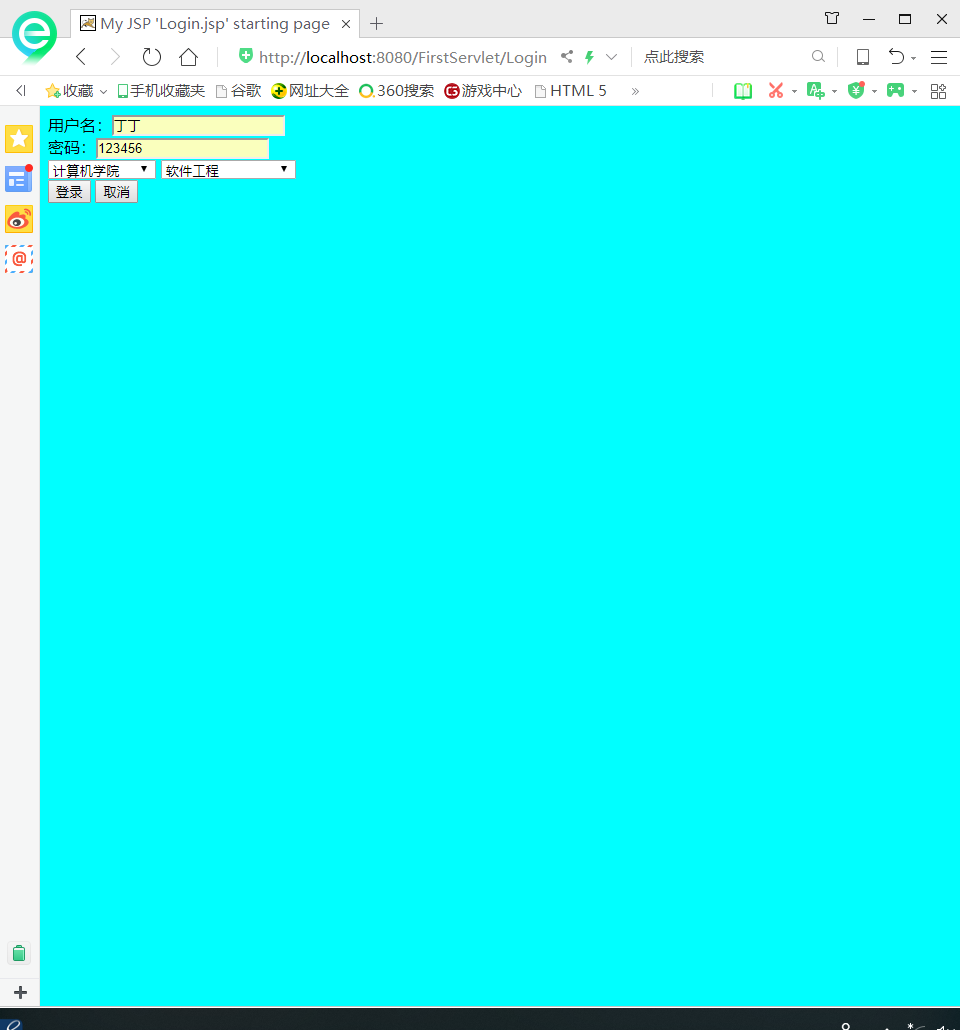 My JSP 'Login.jsp' starting page
http://localhost:8080/FirstServlet/Login 点此搜索
收藏 手机收藏夹 谷歌 网址大全 360搜索 游戏中心 HTML 5 »
用户名：丁丁
密码：123456
计算机学院 软件工程
登录 取消